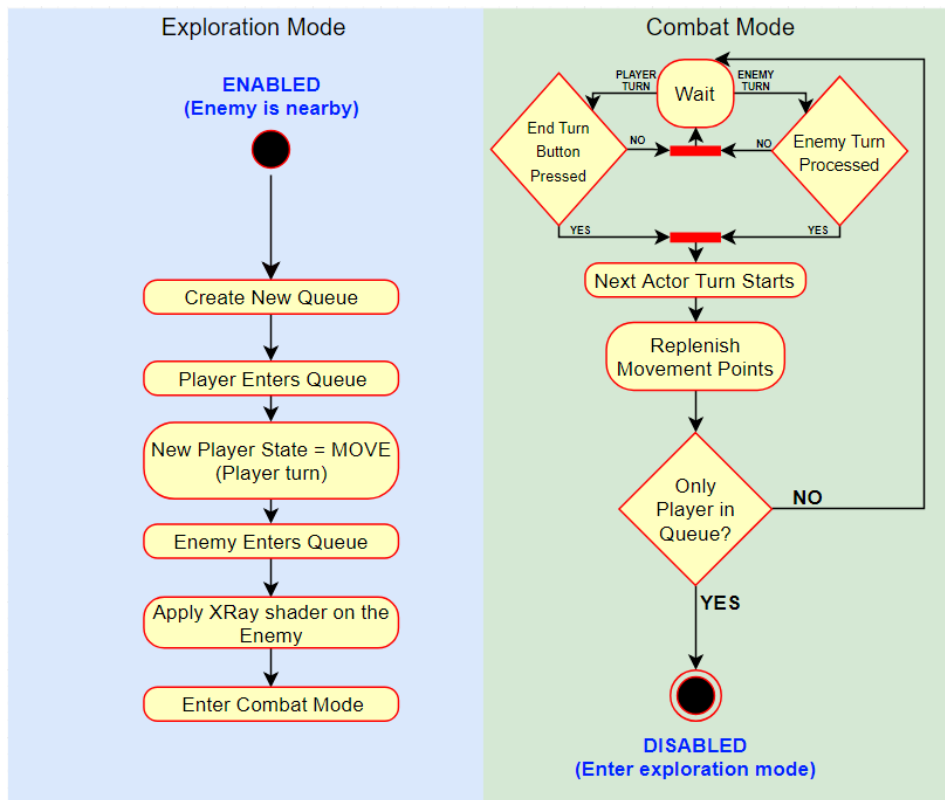 Exploration Mode
ENABLED
(Enemy is nearby)
Create New Queue
Player Enters Queue
New Player State = MOVE
(Player turn)
Enemy Enters Queue
Apply XRay shader on the
Enemy
Enter Combat Mode
Combat Mode
PLAYER
TURN
Wait
ENEMY
TURN
End Turn
Button
Pressed
NO
NO
Enemy Turn
Processed
YES
YES
Next Actor Turn Starts
Replenish
Movement Points
Only
Player in
Queue?
NO
YES
DISABLED
(Enter exploration mode)